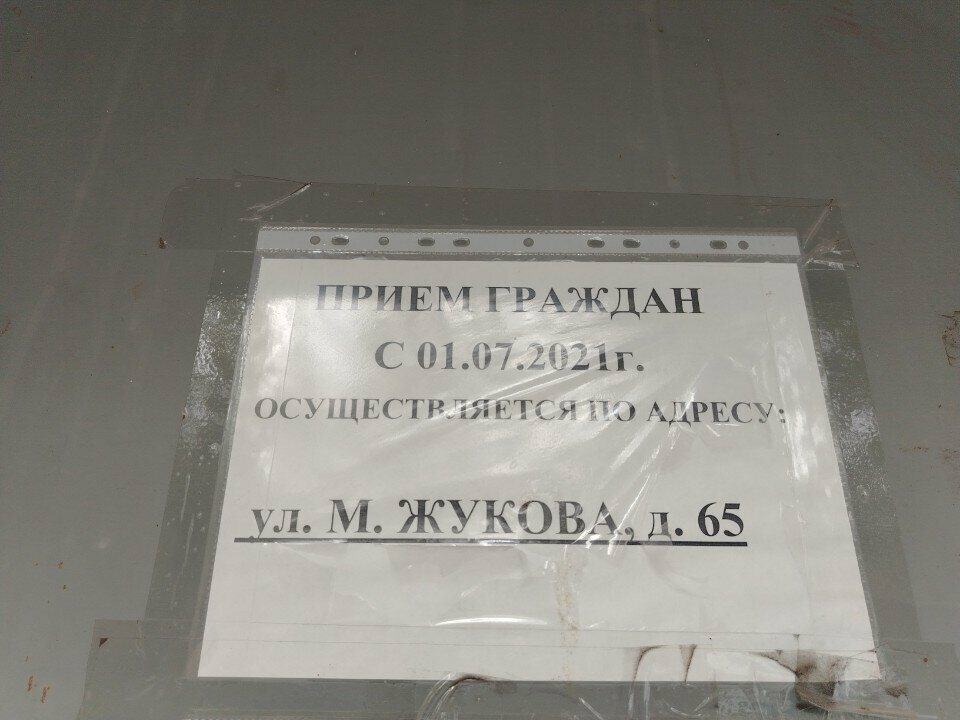 ПРИЕМ ГРАЖДАН
С 01.07.2021г.
ОСУЩЕСТВЛЯЕТСЯ ПО АДРЕСУ:
ул. М. ЖУКОВА, д. 65